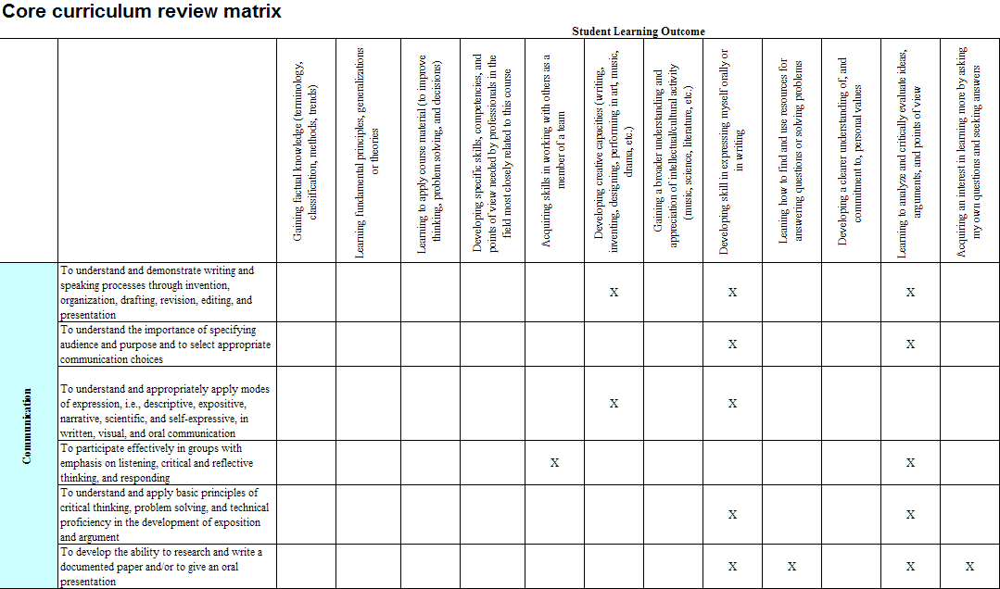 Core curriculum review matrix
Student Learning Outcome
Gaining factual knowledge (terminology,
classification, methods, trends)
Learning fundamental principles, generalizations
or theories
Learning to apply course material (to improve
thinking, problem solving, and decisions)
Developing specific skills, competencies, and
points of view needed by professionals in the
field most closely related to this course
Acquiring skills in working with others as a
member of a team
Developing creative capacities (writing,
inventing, designing, performing in art, music,
drama, etc.)
Gaining a broader understanding and
appreciation of intellectual/cultural activity
(music, science, literature, etc.)
Developing skill in expressing myself orally or
in writing
Leaning how to find and use resources for
answering questions or solving problems
Developing a clearer understanding of, and
commitment to, personal values
Learning to analyze and critically evaluate ideas,
arguments, and points of view
Acquiring an interest in learning more by asking
my own questions and seeking answers
Communication
To understand and demonstrate writing and
speaking processes through invention,
organization, drafting, revision, editing, and
presentation
X X X
To understand the importance of specifying
audience and purpose and to select appropriate
communication choices
X X
To understand and appropriately apply modes
of expression, i.e., descriptive, expositive,
narrative, scientific, and self-expressive, in
written, visual, and oral communication
X X
To participate effectively in groups with
emphasis on listening, critical and reflective
thinking, and responding
X X
To understand and apply basic principles of
critical thinking, problem solving, and technical
proficiency in the development of exposition
and argument
X X
To develop the ability to research and write a
documented paper and/or to give an oral
presentation
X X X X